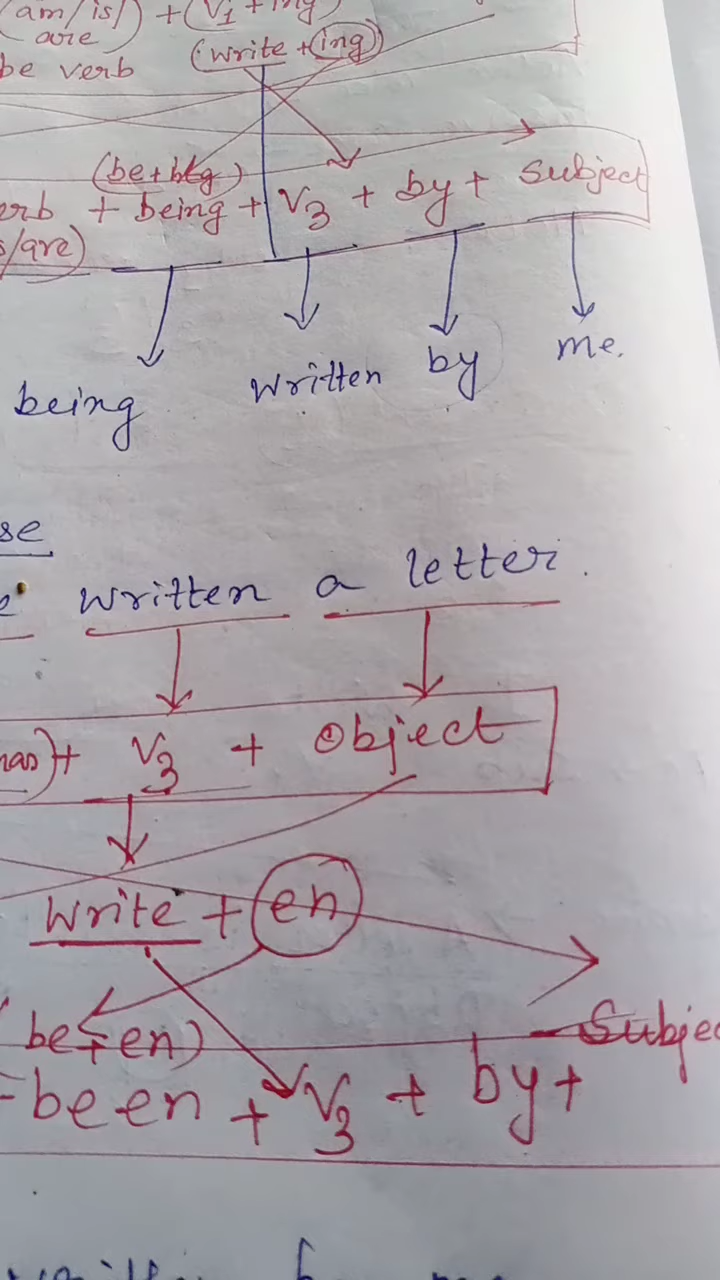 (am/is/ + (V1 + ing)
are)
be verb (write + ing)
(be+ing)
erb + being + V3 + by + Subject
s/are)
being written by me.
se
written a letter.
has) + V3 + Object
Write + en
(be+en) Subjec
been + V3 + by +